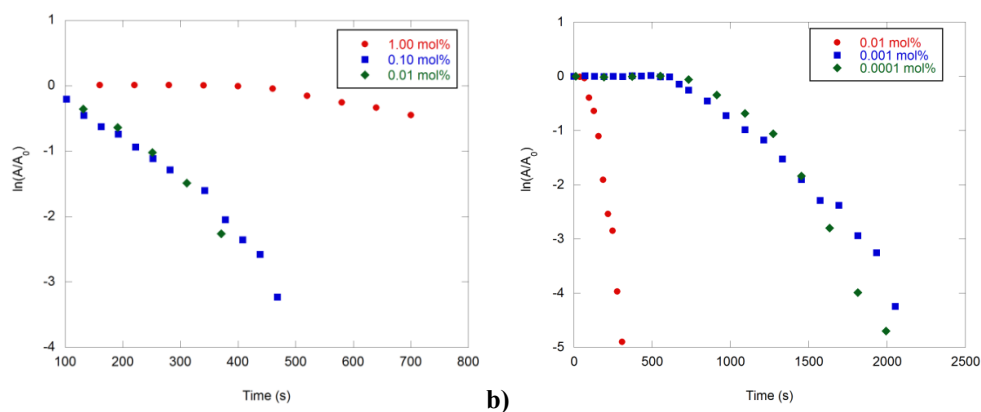 1
0
-1
-2
-3
-4
ln(A/A0)
1.00 mol%
0.10 mol%
0.01 mol%
100 200 300 400 500 600 700 800
Time (s)
b)
1
0
-1
-2
-3
-4
-5
ln(A/A0)
0.01 mol%
0.001 mol%
0.0001 mol%
0 500 1000 1500 2000 2500
Time (s)